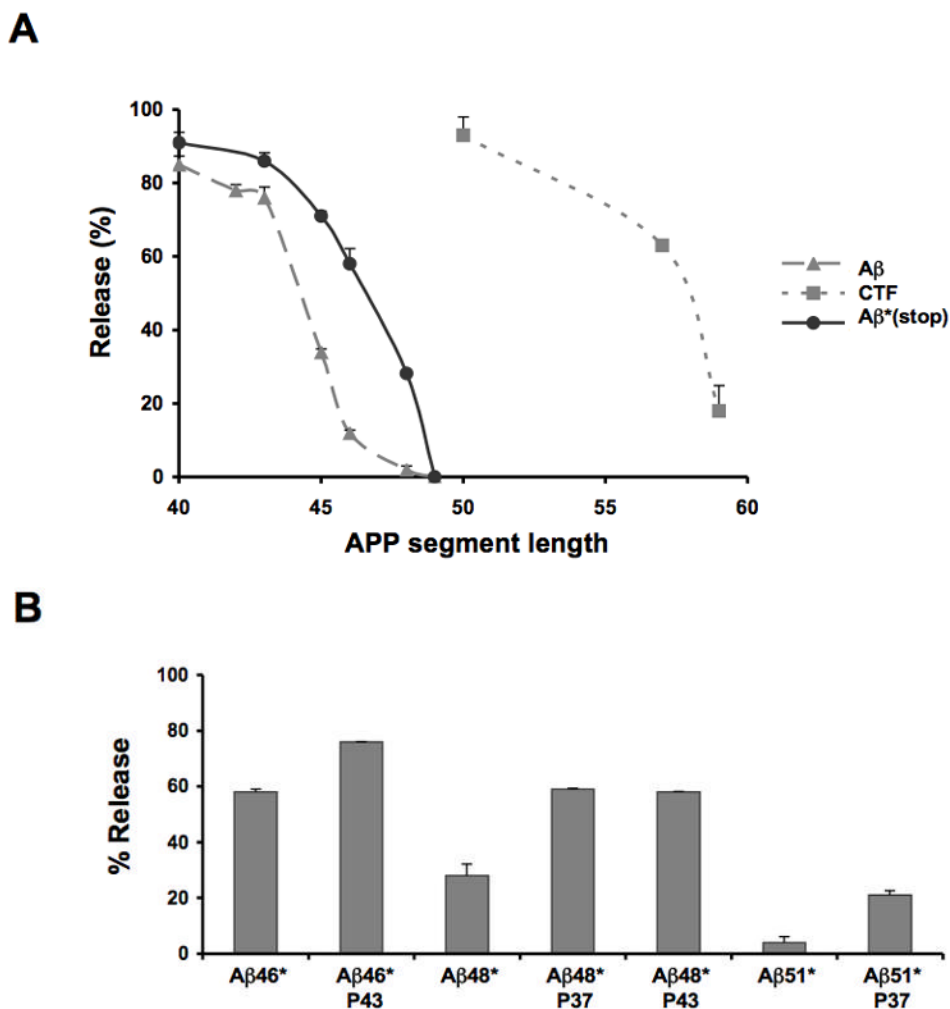 A
100
80
60
40
20
0
Release (%)
40 45 50 55 60
APP segment length
Aβ
CTF
Aβ*(stop)
B
100
80
60
40
20
0
% Release
Aβ46* Aβ46* Aβ48* Aβ48* Aβ48* Aβ51* Aβ51*
P43 P37 P43 P37